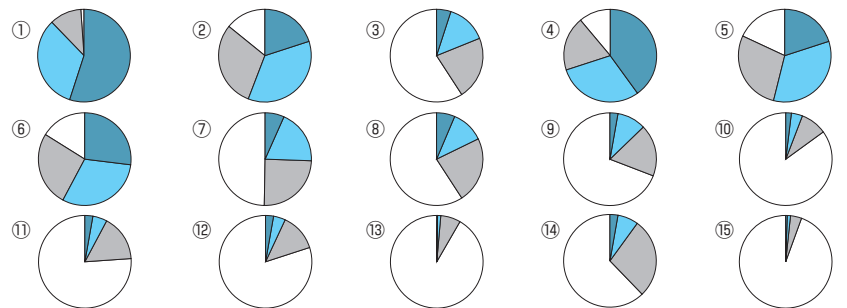 ① ② ③ ④ ⑤
⑥ ⑦ ⑧ ⑨ ⑩
⑪ ⑫ ⑬ ⑭ ⑮